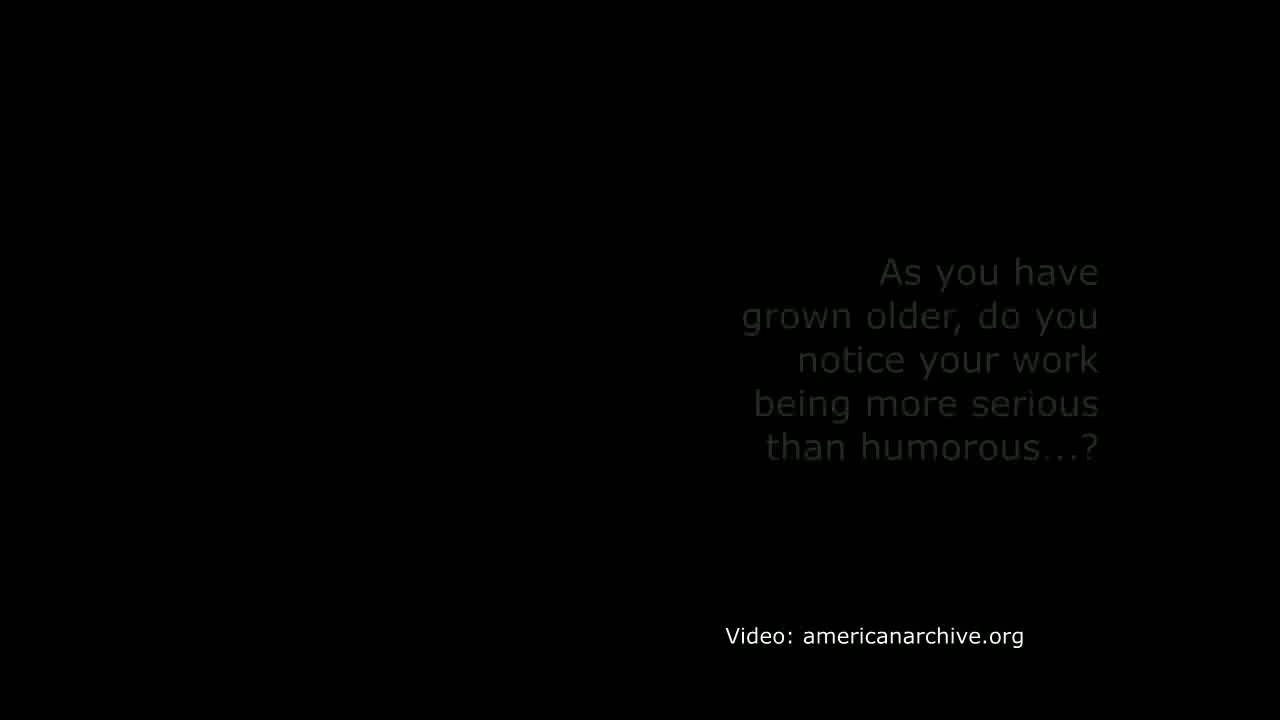 As you have
grown older, do you
notice your work
being more serious
than humorous...?
Video: americanarchive.org